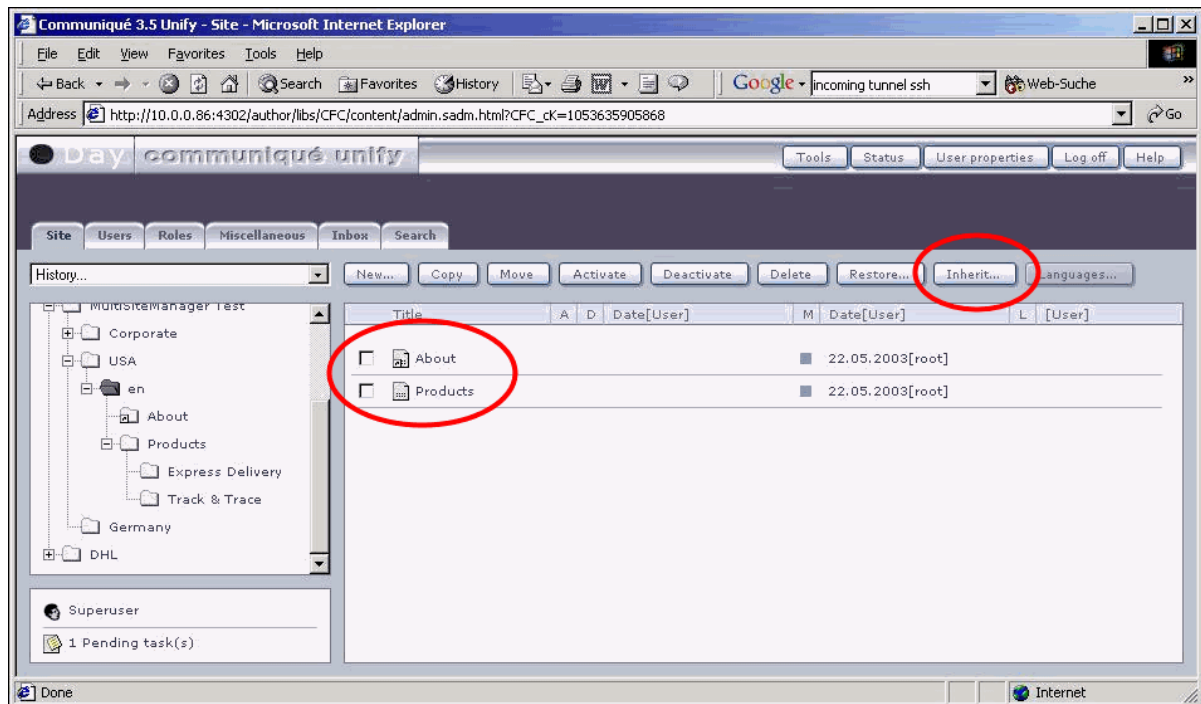 Communiqué 3.5 Unify - Site - Microsoft Internet Explorer
File Edit View Favorites Tools Help
Back Search Favorites History Google incoming tunnel ssh Web-Suche »
Address http://10.0.0.86:4302/author/libs/CFC/content/admin.sadm.html?CFC_cK=1053635905868 Go
Day communiqué unify Tools Status User properties Log off Help
Site Users Roles Miscellaneous Inbox Search
History... New... Copy Move Activate Deactivate Delete Restore... Inherit... Languages...
MultiSiteManager Test
Title A D Date[User] M Date[User] L [User]
Corporate
USA
About 22.05.2003[root]
en
Products 22.05.2003[root]
About
Products
Express Delivery
Track & Trace
Germany
DHL
Superuser
1 Pending task(s)
Done Internet